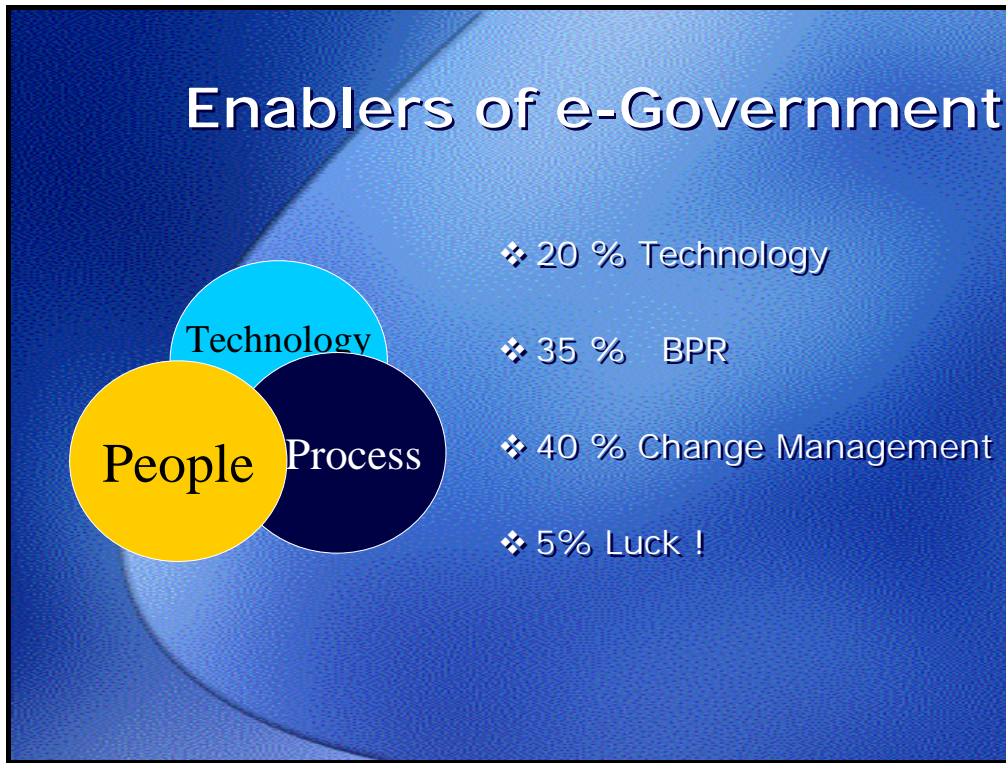 Enablers of e-Government
Technology
People
Process
❖ 20 % Technology
❖ 35 % BPR
❖ 40 % Change Management
❖ 5% Luck !